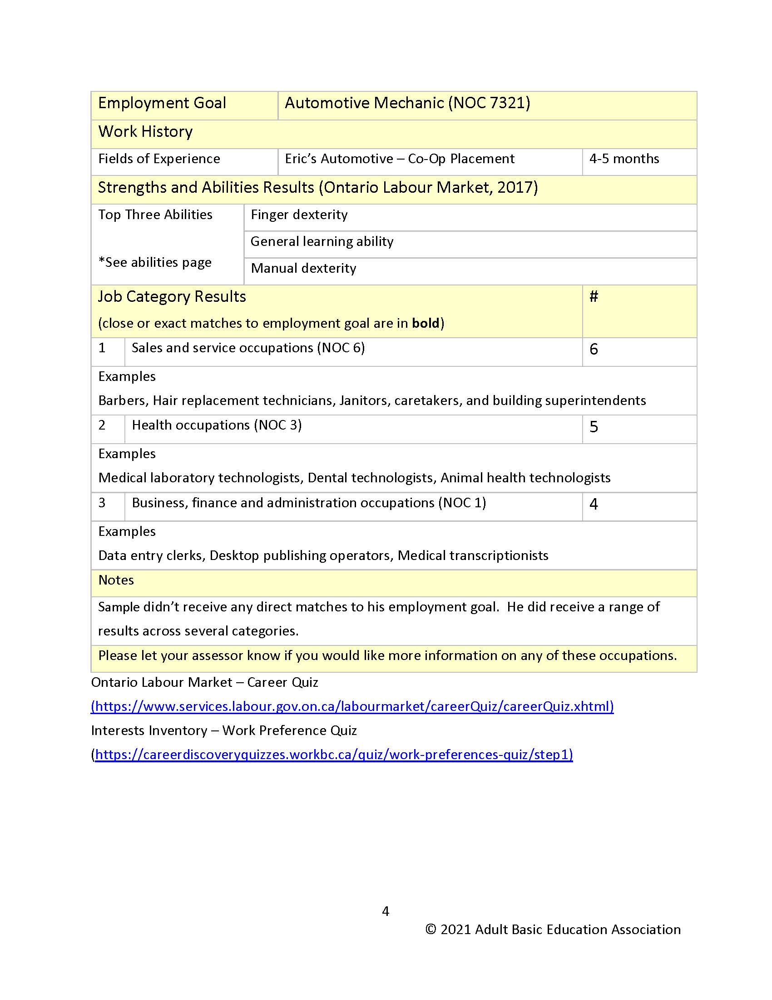 Employment Goal Automotive Mechanic (NOC 7321)
Work History
Fields of Experience Eric’s Automotive – Co-Op Placement 4-5 months
Strengths and Abilities Results (Ontario Labour Market, 2017)
Top Three Abilities
*See abilities page
Finger dexterity
General learning ability
Manual dexterity
Job Category Results #
(close or exact matches to employment goal are in bold)
1 Sales and service occupations (NOC 6) 6
Examples
Barbers, Hair replacement technicians, Janitors, caretakers, and building superintendents
2 Health occupations (NOC 3) 5
Examples
Medical laboratory technologists, Dental technologists, Animal health technologists
3 Business, finance and administration occupations (NOC 1) 4
Examples
Data entry clerks, Desktop publishing operators, Medical transcriptionists
Notes
Sample didn’t receive any direct matches to his employment goal.  He did receive a range of
results across several categories.
Please let your assessor know if you would like more information on any of these occupations.
Ontario Labour Market – Career Quiz
(https://www.services.labour.gov.on.ca/labourmarket/careerQuiz/careerQuiz.xhtml)
Interests Inventory – Work Preference Quiz
(https://careerdiscoveryquizzes.workbc.ca/quiz/work-preferences-quiz/step1)
4
© 2021 Adult Basic Education Association